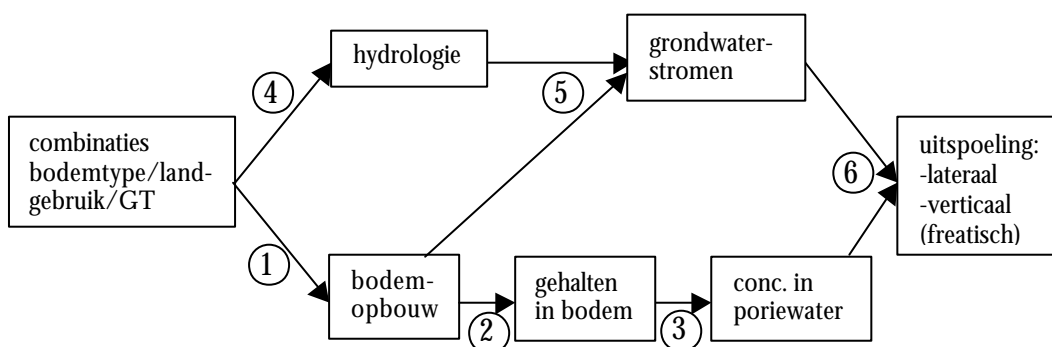 hydrologie
grondwater-
stromen
4
5
combinaties
bodemtype/land-
gebruik/GT
uitspoeling:
-lateraal
-verticaal
(freatisch)
6
1
bodem-
opbouw
2
gehalten
in bodem
3
conc. in
poriewater